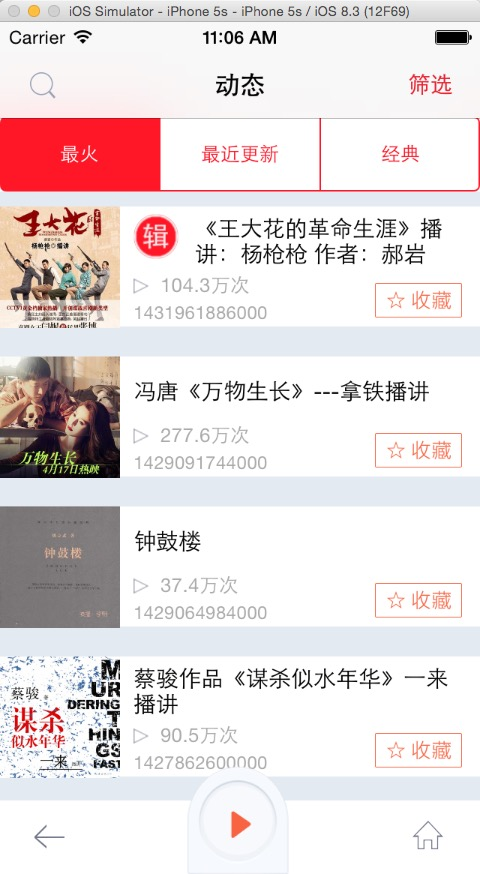 iOS Simulator - iPhone 5s - iPhone 5s / iOS 8.3 (12F69)
Carrier
11:06 AM
动态
筛选
最火
最近更新
经典
王大花的
杨枪枪 播讲
辑
《王大花的革命生涯》播
讲：杨枪枪 作者：郝岩
104.3万次
☆ 收藏
1431961886000
万物生长
4月17日热映
冯唐《万物生长》---拿铁播讲
277.6万次
☆ 收藏
1429091744000
钟鼓楼
钟鼓楼
37.4万次
☆ 收藏
1429064984000
蔡骏
谋杀
似水年华
一来
M
UR
DERING
T
HIN
GS
FAST
蔡骏作品《谋杀似水年华》一来
播讲
90.5万次
☆ 收藏
1427862600000